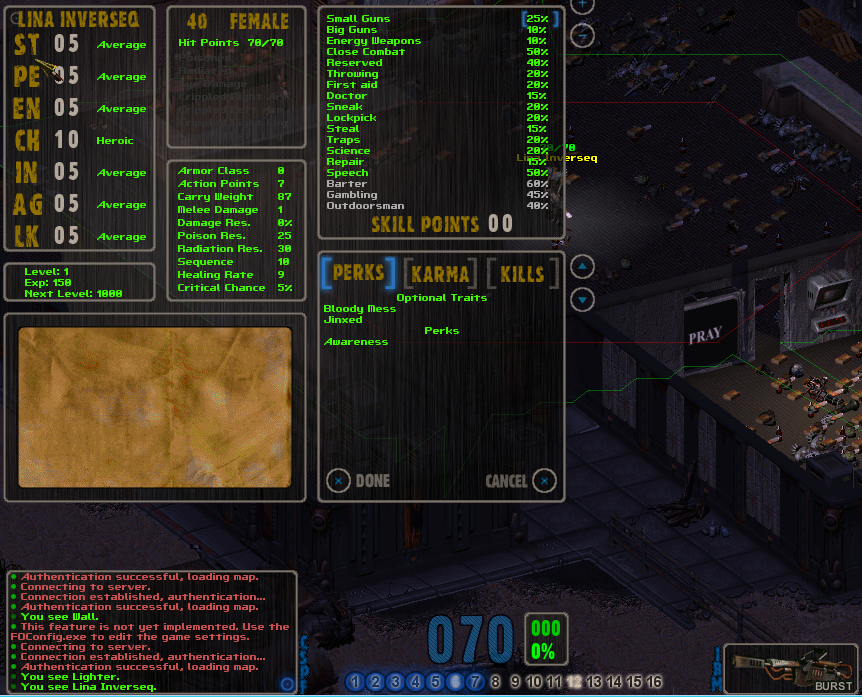 LINA INVERSEQ
ST 05 Average
PE 05 Average
EN 05 Average
CH 10 Heroic
IN 05 Average
AG 05 Average
LK 05 Average
Level: 1
Exp: 150
Next Level: 1000
40 FEMALE
Hit Points 70/70
Armor Class 0
Action Points 7
Carry Weight 87
Melee Damage 1
Damage Res. 0%
Poison Res. 25
Radiation Res. 30
Sequence 10
Healing Rate 9
Critical Chance 5%
Small Guns 25%
Big Guns 10%
Energy Weapons 10%
Close Combat 50%
Reserved 40%
Throwing 20%
First aid 20%
Doctor 15%
Sneak 20%
Lockpick 20%
Steal 15%
Traps 20%
Science 20%
Repair 15%
Speech 50%
Barter 60%
Gambling 45%
Outdoorsman 40%
SKILL POINTS 00
/70
Lina Inverseq
PERKS KARMA KILLS
Optional Traits
Bloody Mess
Jinxed
Perks
Awareness
DONE CANCEL
PRAY
Authentication successful, loading map.
Connecting to server.
Connection established, authentication...
Authentication successful, loading map.
You see Wall.
This feature is not yet implemented. Use the
FOConfig.exe to edit the game settings.
Connecting to server.
Connection established, authentication...
Authentication successful, loading map.
You see Lighter.
You see Lina Inverseq.
070
000
0%
1 2 3 4 5 6 7 8 9 10 11 12 13 14 15 16
BURST